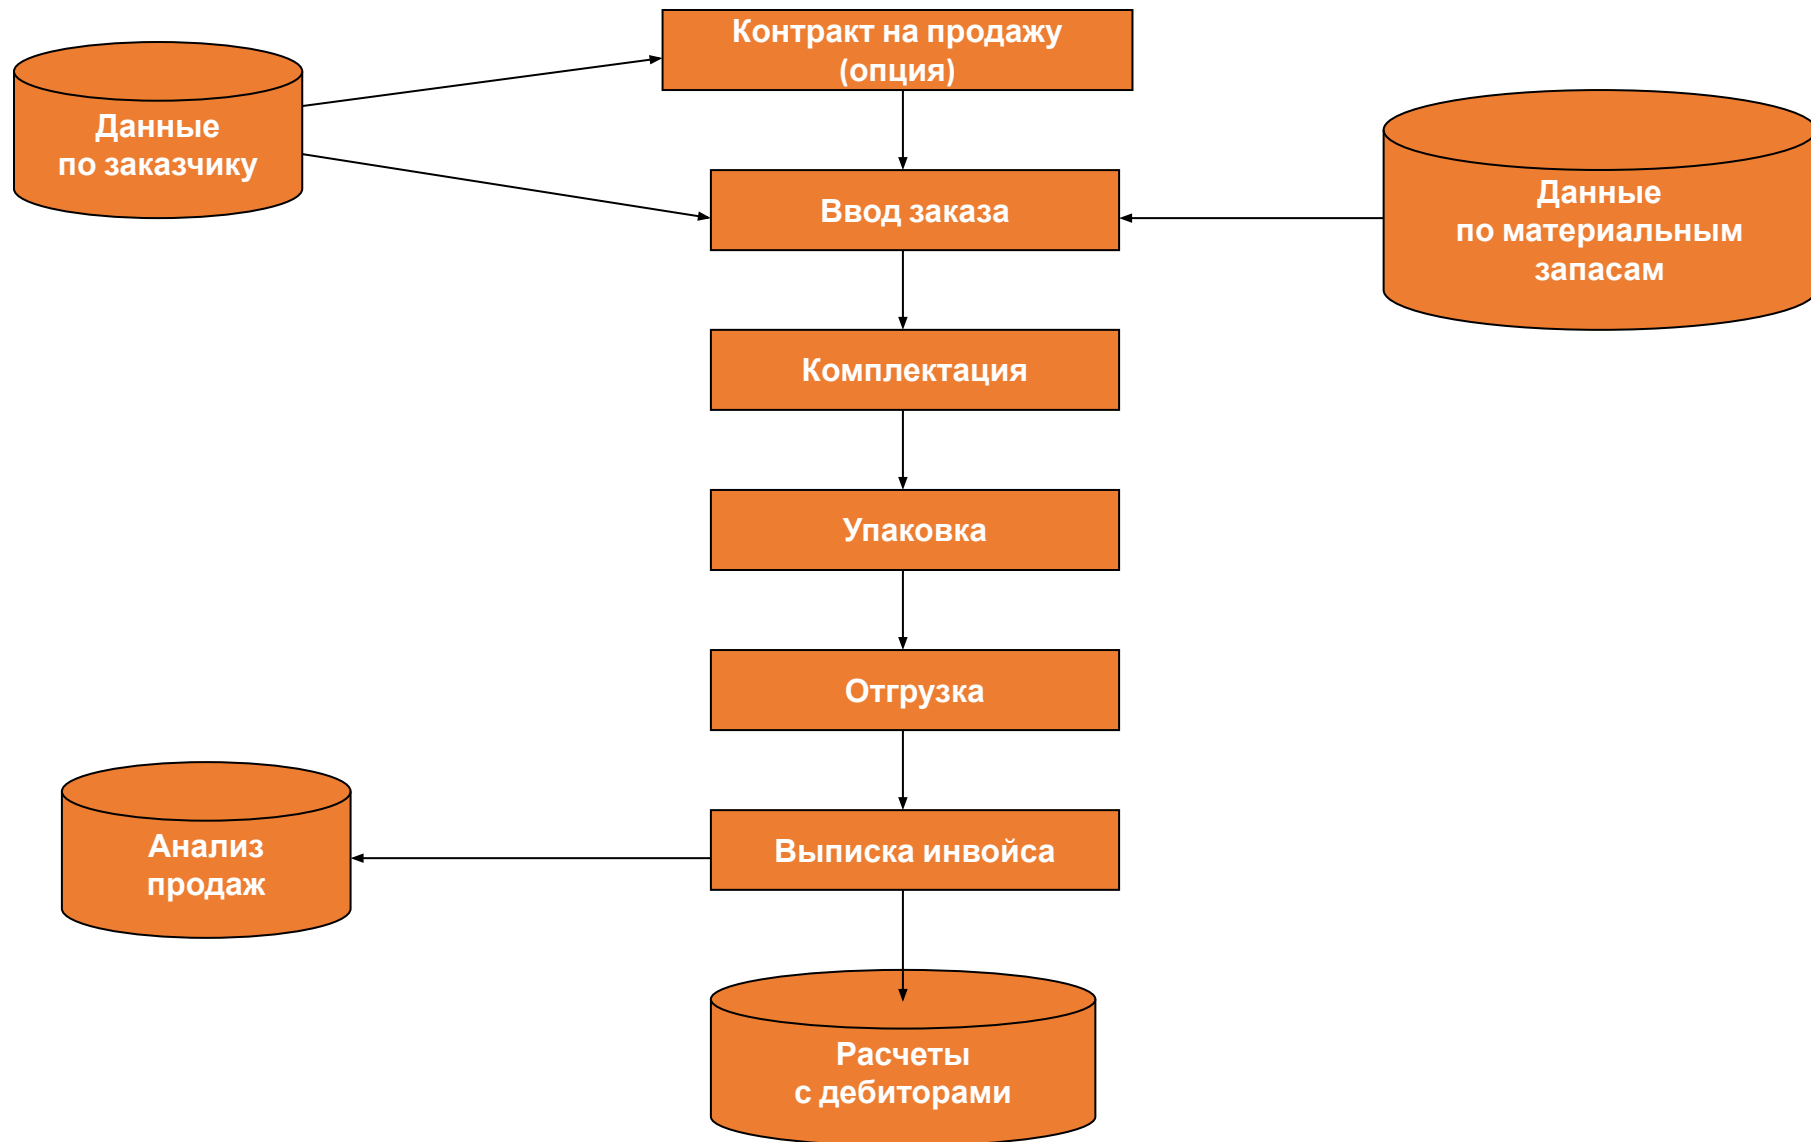 Контракт на продажу
(опция)
Данные
по заказчику
Данные
по материальным
запасам
Ввод заказа
Комплектация
Упаковка
Отгрузка
Выписка инвойса
Анализ
продаж
Расчеты
с дебиторами